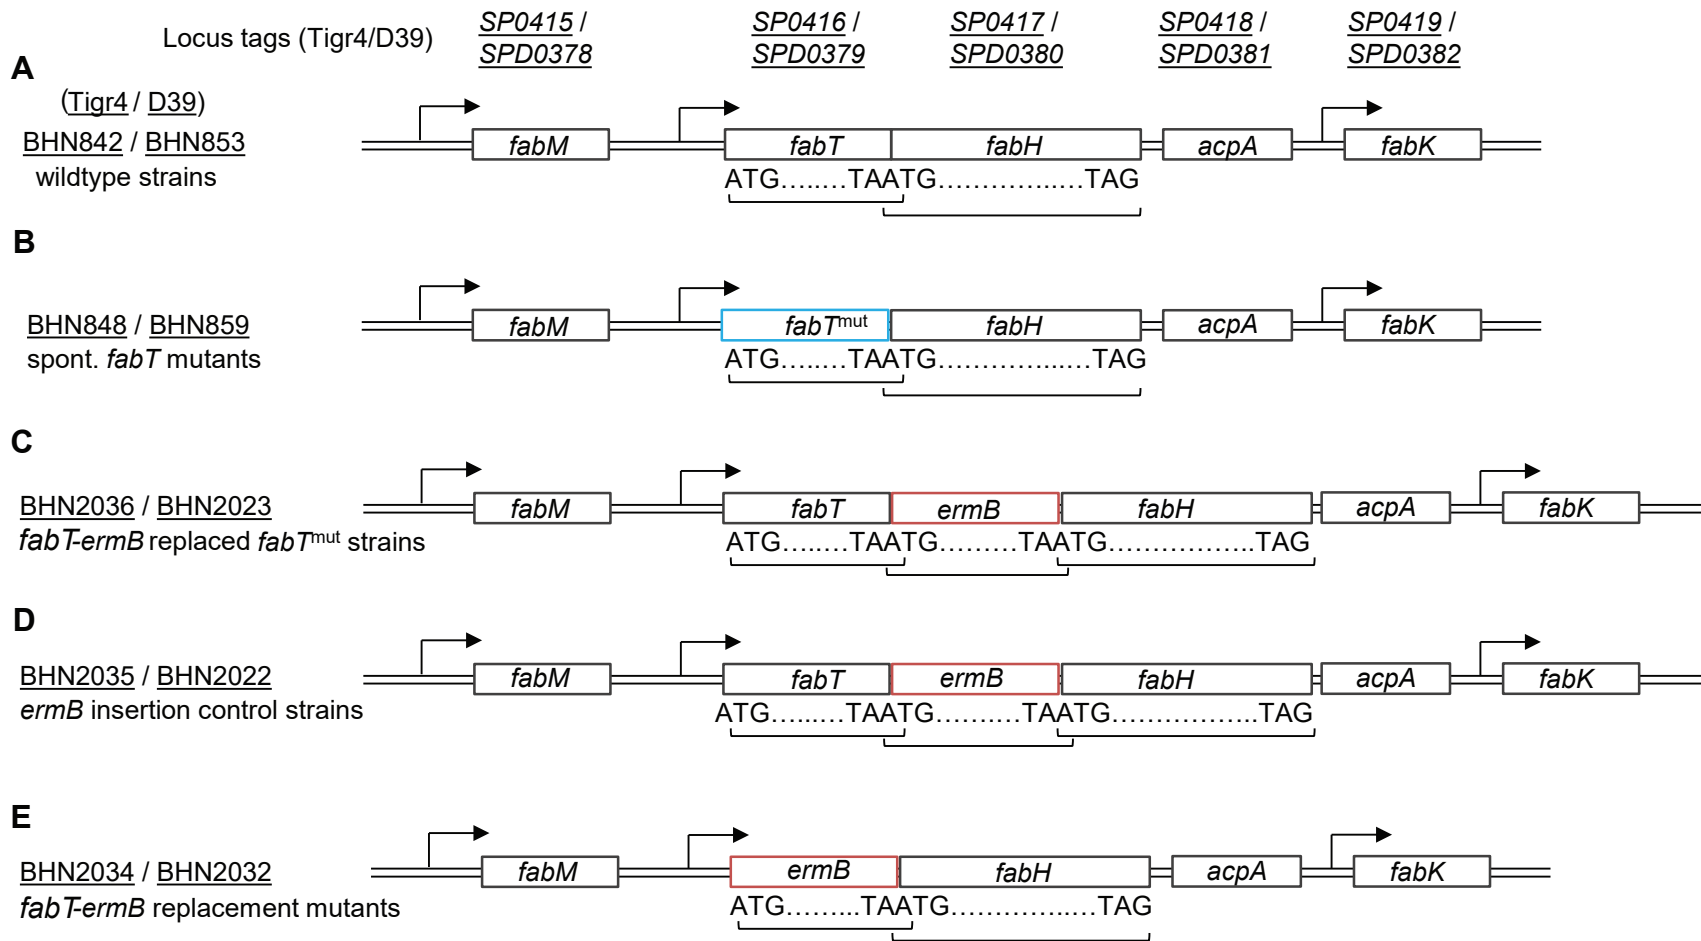 Locus tags (Tigr4/D39)
SP0415 / SP0416 / SP0417 / SP0418 / SP0419 /
SPD0378 SPD0379 SPD0380 SPD0381 SPD0382
A
(Tigr4 / D39)
BHN842 / BHN853
wildtype strains
fabM fabT fabH acpA fabK
ATG….….TAATG…………..….TAG
B
BHN848 / BHN859
spont. fabT mutants
fabM fabTmut fabH acpA fabK
ATG….….TAATG…………...….TAG
C
BHN2036 / BHN2023
fabT-ermB replaced fabTmut strains
fabM fabT ermB fabH acpA fabK
ATG….….TAATG………TAATG……………..TAG
D
BHN2035 / BHN2022
ermB insertion control strains
fabM fabT ermB fabH acpA fabK
ATG…..….TAATG…….….TAATG……………..TAG
E
BHN2034 / BHN2032
fabT-ermB replacement mutants
fabM ermB fabH acpA fabK
ATG……...TAATG…………..….TAG